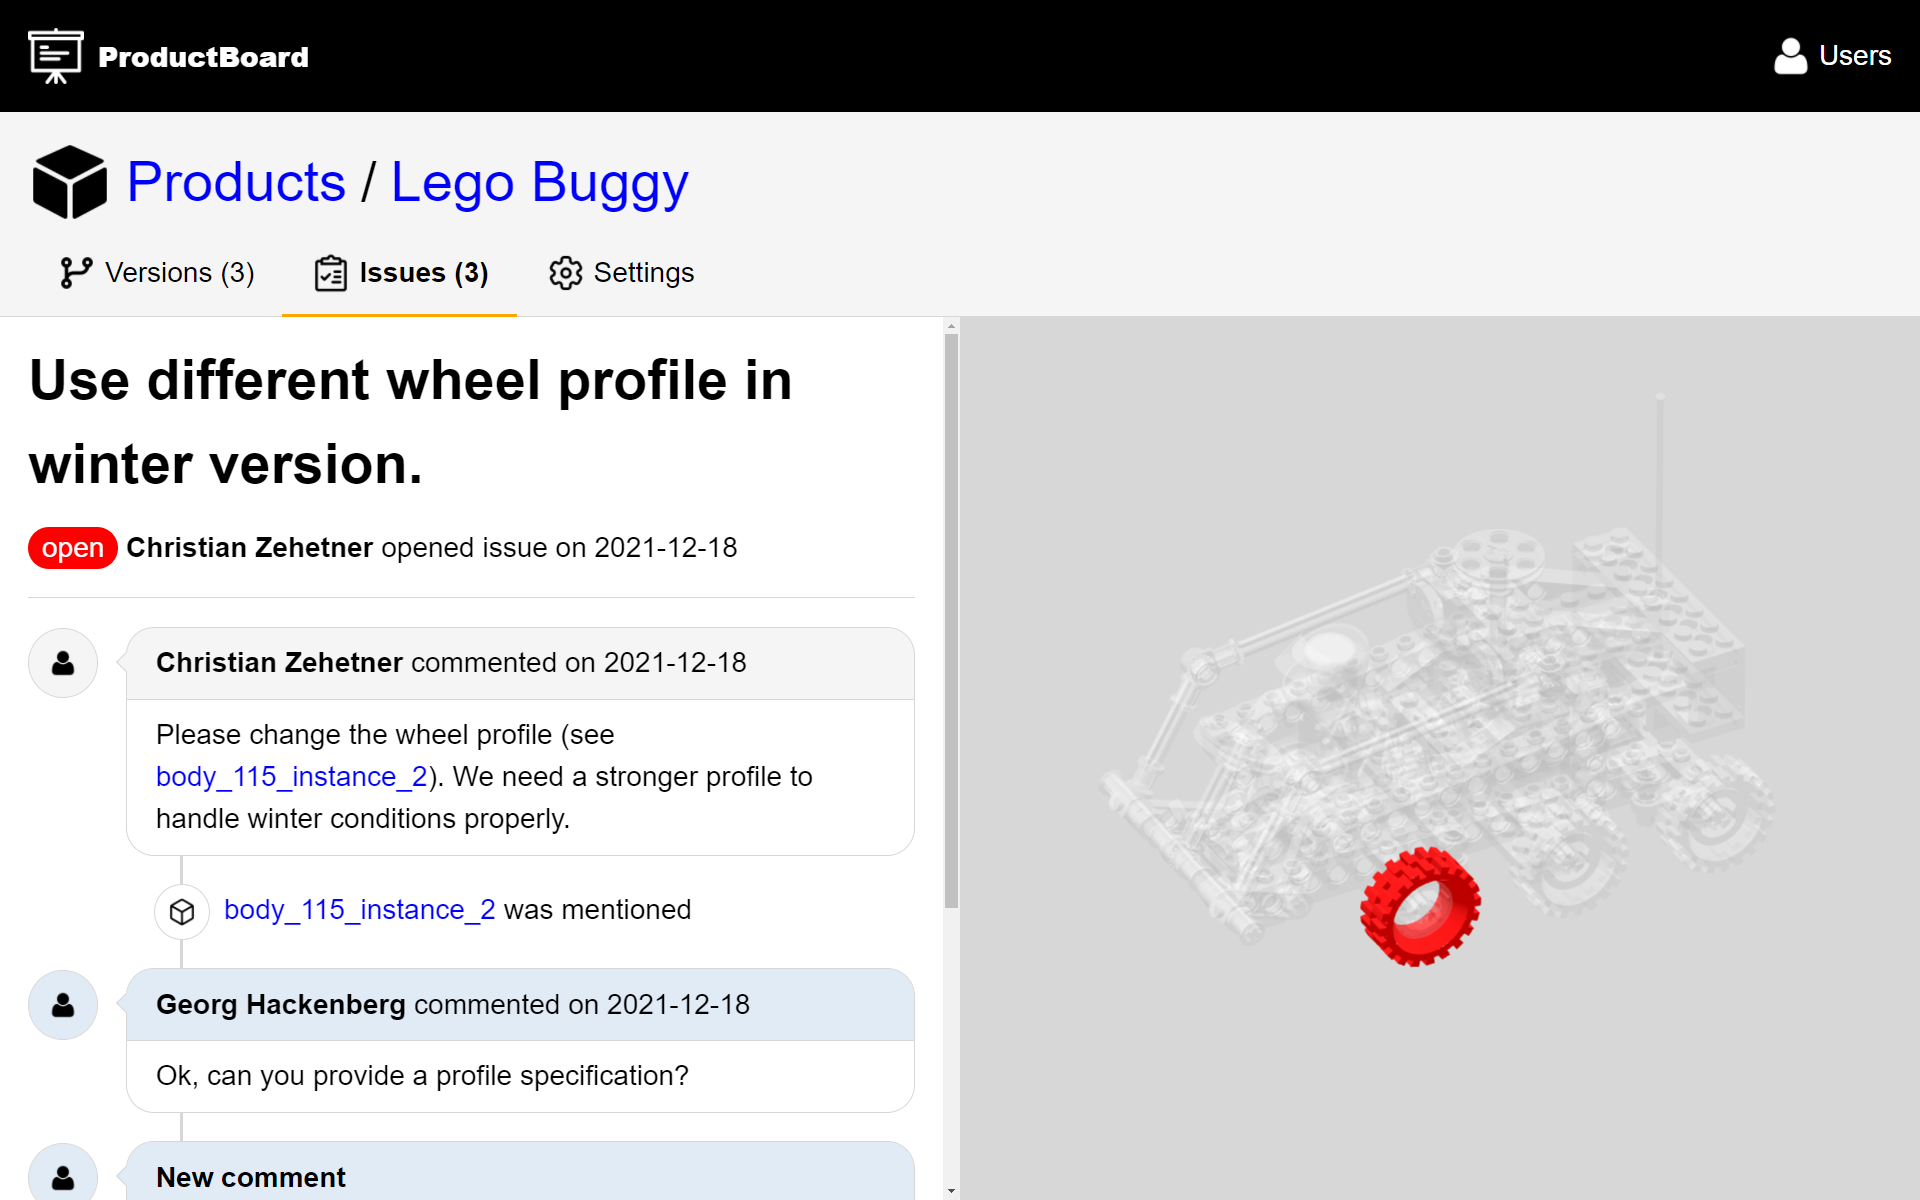 ProductBoard
Users
Products / Lego Buggy
Versions (3)
Issues (3)
Settings
Use different wheel profile in
winter version.
open Christian Zehetner opened issue on 2021-12-18
Christian Zehetner commented on 2021-12-18
Please change the wheel profile (see
body_115_instance_2). We need a stronger profile to
handle winter conditions properly.
body_115_instance_2 was mentioned
Georg Hackenberg commented on 2021-12-18
Ok, can you provide a profile specification?
New comment